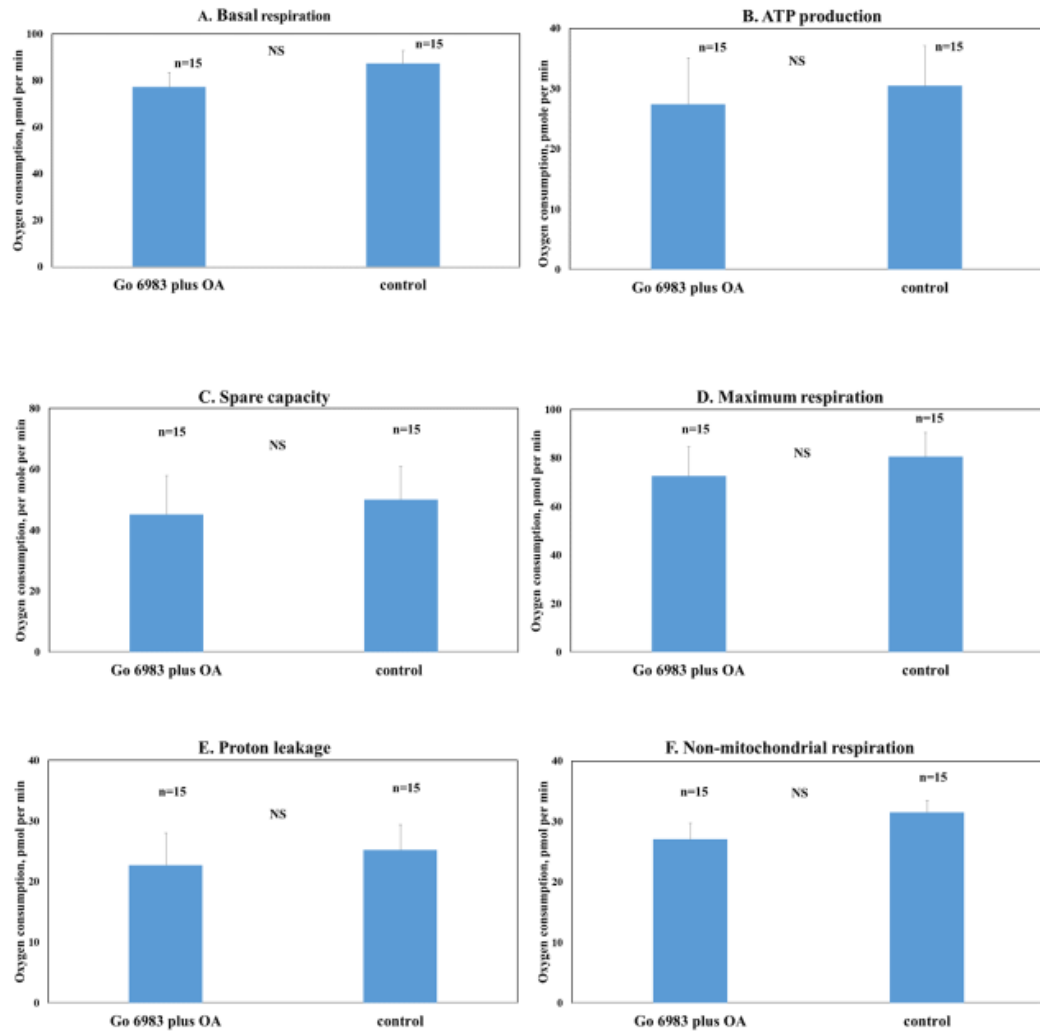 A. Basal respiration
Oxygen consumption, pmol per min
100
80
60
40
20
0
n=15
NS
n=15
Go 6983 plus OA
control
B. ATP production
Oxygen consumption, pmole per min
40
30
20
10
0
n=15
NS
n=15
Go 6983 plus OA
control
C. Spare capacity
Oxygen consumption, per mole per min
80
60
40
20
0
n=15
NS
n=15
Go 6983 plus OA
control
D. Maximum respiration
Oxygen consumption, pmol per min
100
80
60
40
20
0
n=15
NS
n=15
Go 6983 plus OA
control
E. Proton leakage
Oxygen consumption, pmol per min
40
30
20
10
0
n=15
NS
n=15
Go 6983 plus OA
control
F. Non-mitochondrial respiration
Oxygen consumption, pmol per min
40
30
20
10
0
n=15
NS
n=15
Go 6983 plus OA
control